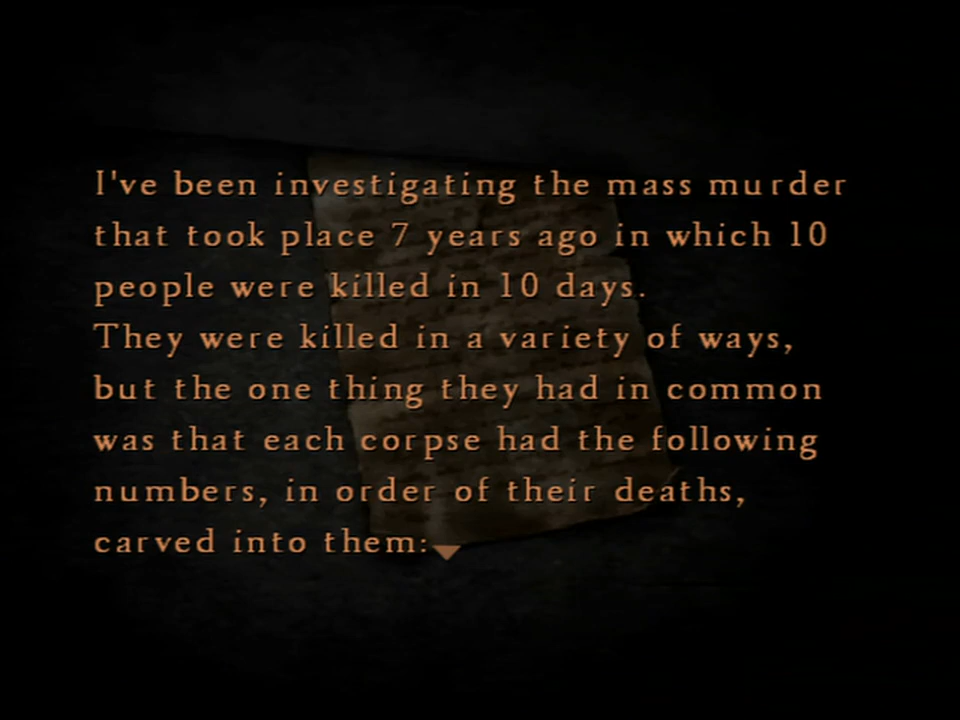 I've been investigating the mass murder
that took place 7 years ago in which 10
people were killed in 10 days.
They were killed in a variety of ways,
but the one thing they had in common
was that each corpse had the following
numbers, in order of their deaths,
carved into them: